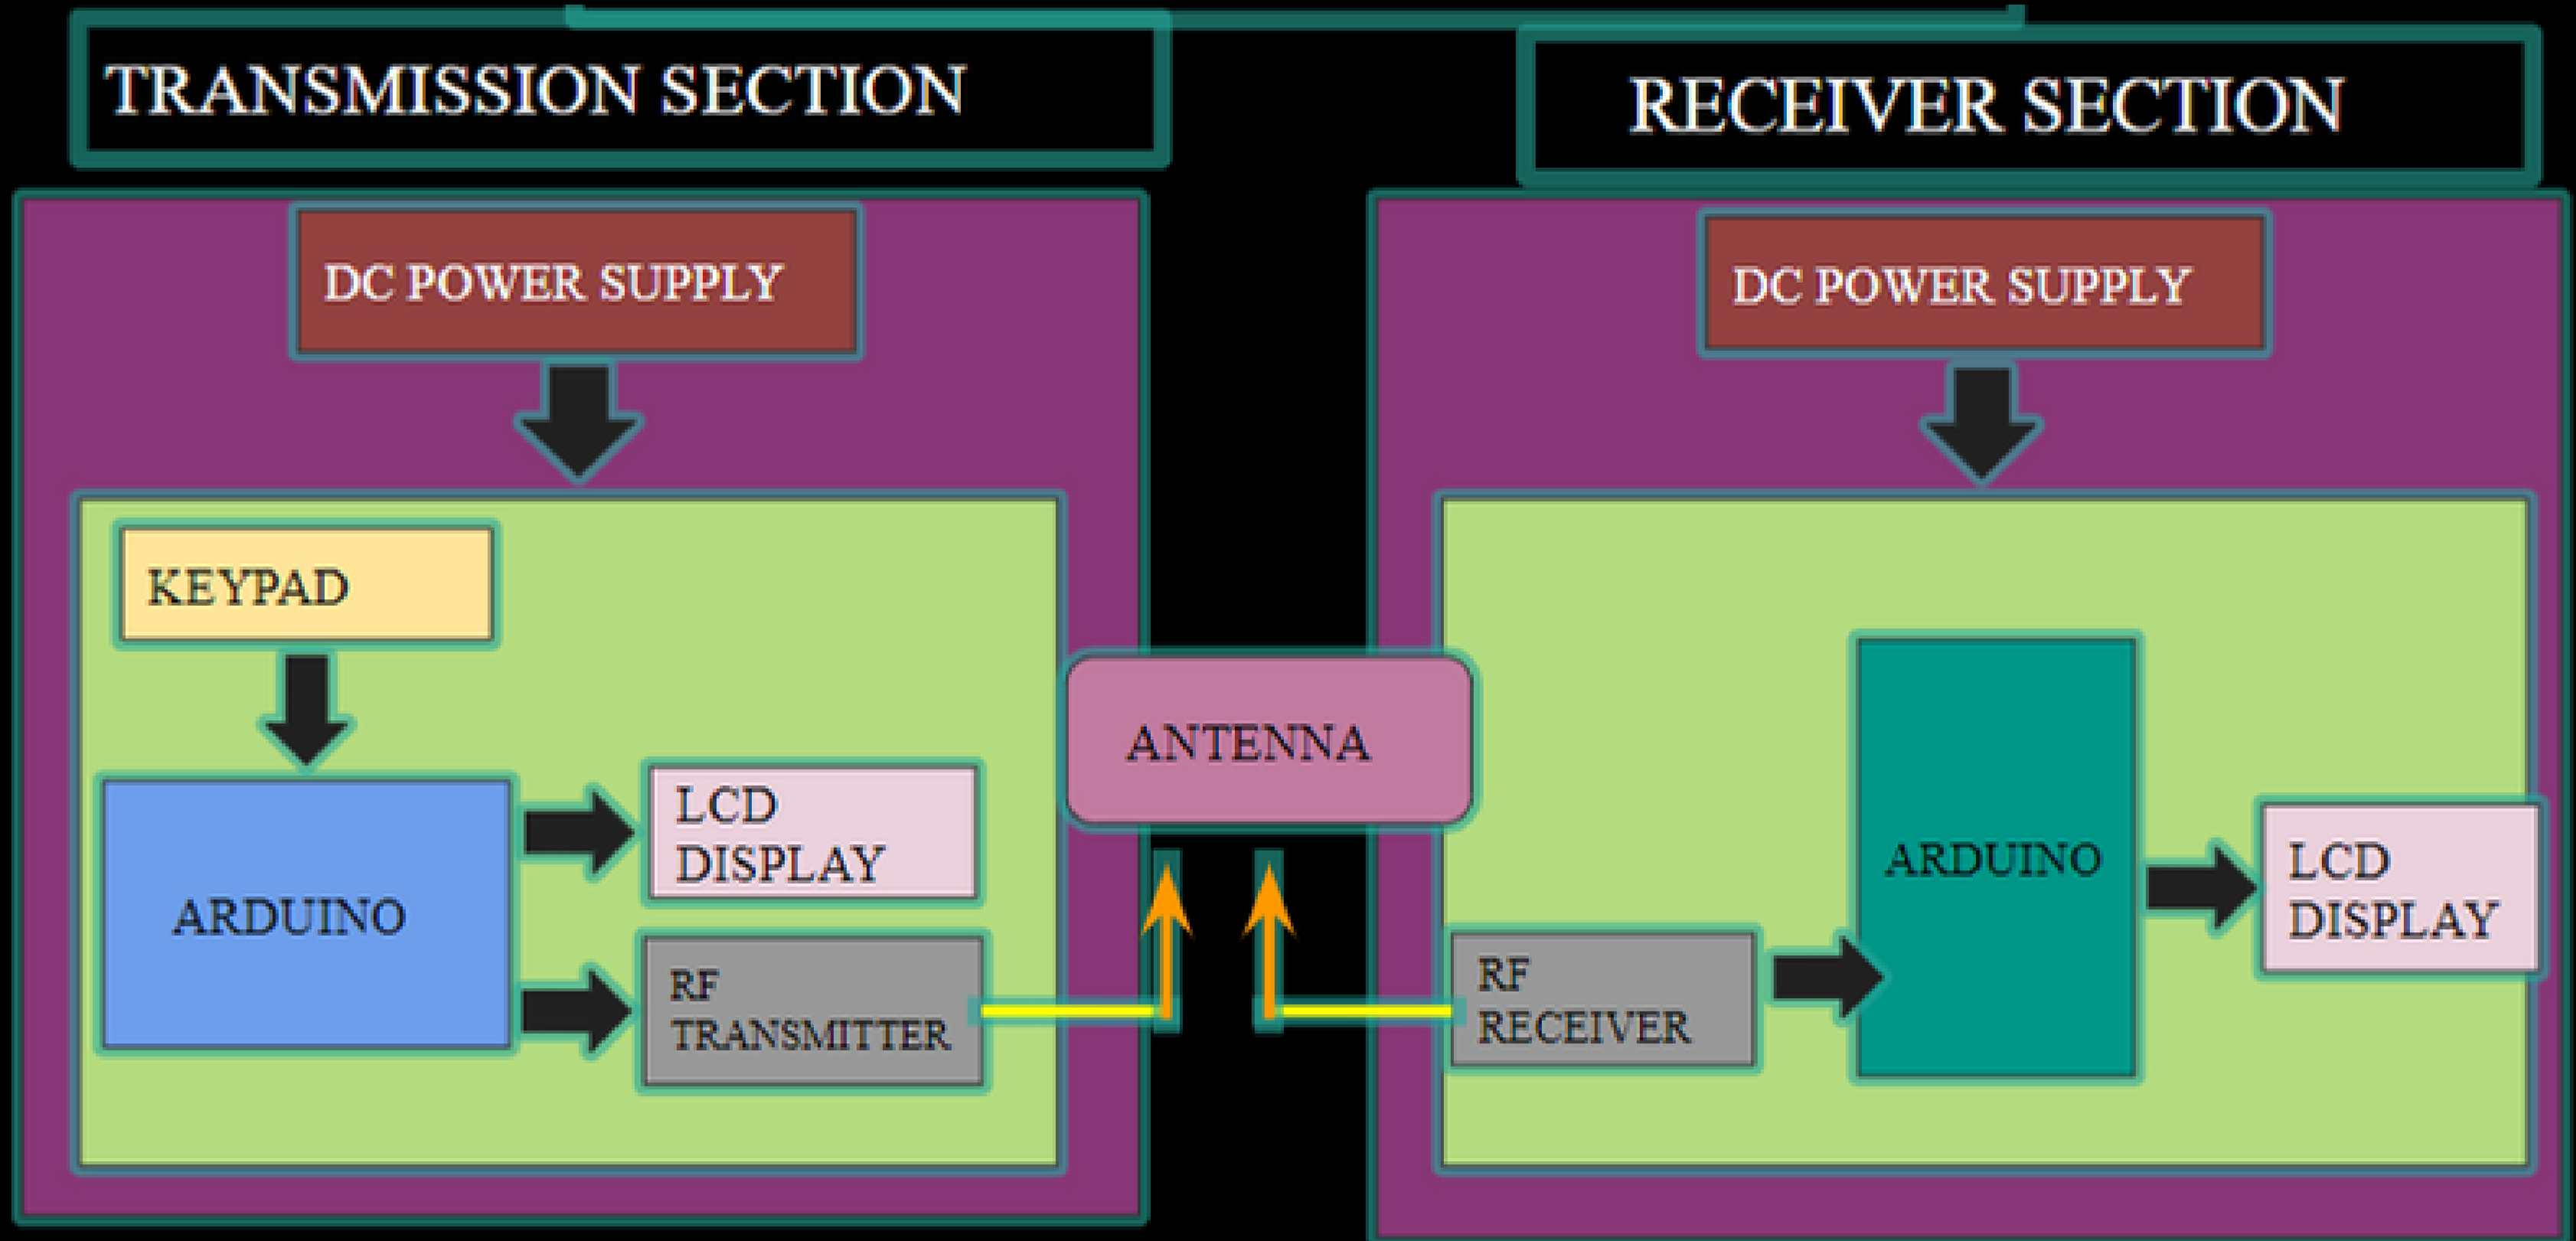 TRANSMISSION SECTION
RECEIVER SECTION
DC POWER SUPPLY
DC POWER SUPPLY
KEYPAD
ARDUINO
LCD
DISPLAY
RF
TRANSMITTER
ANTENNA
RF
RECEIVER
ARDUINO
LCD
DISPLAY